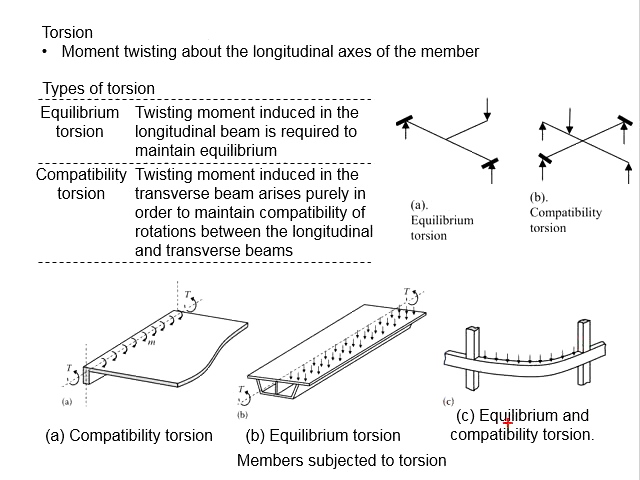 Torsion
• Moment twisting about the longitudinal axes of the member
Types of torsion
Equilibrium torsion
Twisting moment induced in the
longitudinal beam is required to
maintain equilibrium
Compatibility torsion
Twisting moment induced in the
transverse beam arises purely in
order to maintain compatibility of
rotations between the longitudinal
and transverse beams
(a).
Equilibrium
torsion
(b).
Compatibility
torsion
T
m
T
(a)
T
T
(b)
(c)
(a) Compatibility torsion
(b) Equilibrium torsion
(c) Equilibrium and
compatibility torsion.
Members subjected to torsion